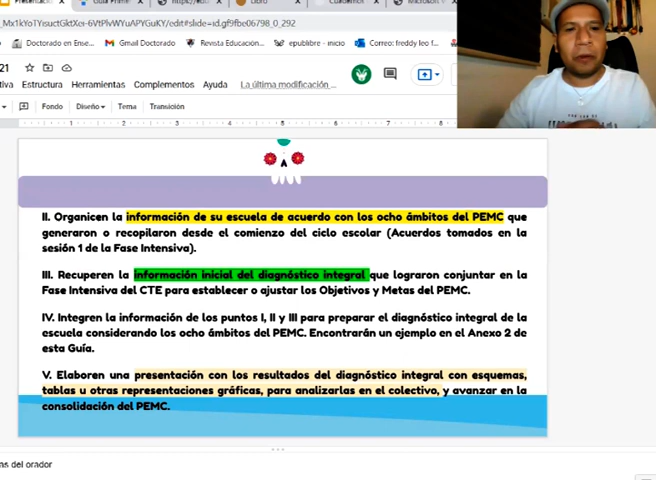 Guía Primer
Libro
Cuadernos
Microsoft
_Mx1kYo1YisuctGktXei-6VtPlvWYuAPYGuKY/edit#slide=id.gf9fbe06798_0_292
Doctorado en Ense...
Gmail Doctorado
Revista Educación...
epublibre - inicio
Correo: freddy leo f...
21
Estructura Herramientas Complementos Ayuda La última modificación ...
Fondo Diseño Tema Transición
II. Organicen la información de su escuela de acuerdo con los ocho ámbitos del PEMC que
generaron o recopilaron desde el comienzo del ciclo escolar (Acuerdos tomados en la
sesión 1 de la Fase Intensiva).
III. Recuperen la información inicial del diagnóstico integral que lograron conjuntar en la
Fase Intensiva del CTE para establecer o ajustar los Objetivos y Metas del PEMC.
IV. Integren la información de los puntos I, II y III para preparar el diagnóstico integral de la
escuela considerando los ocho ámbitos del PEMC. Encontrarán un ejemplo en el Anexo 2 de
esta Guía.
V. Elaboren una presentación con los resultados del diagnóstico integral con esquemas,
tablas u otras representaciones gráficas, para analizarlas en el colectivo, y avanzar en la
consolidación del PEMC.
as del orador